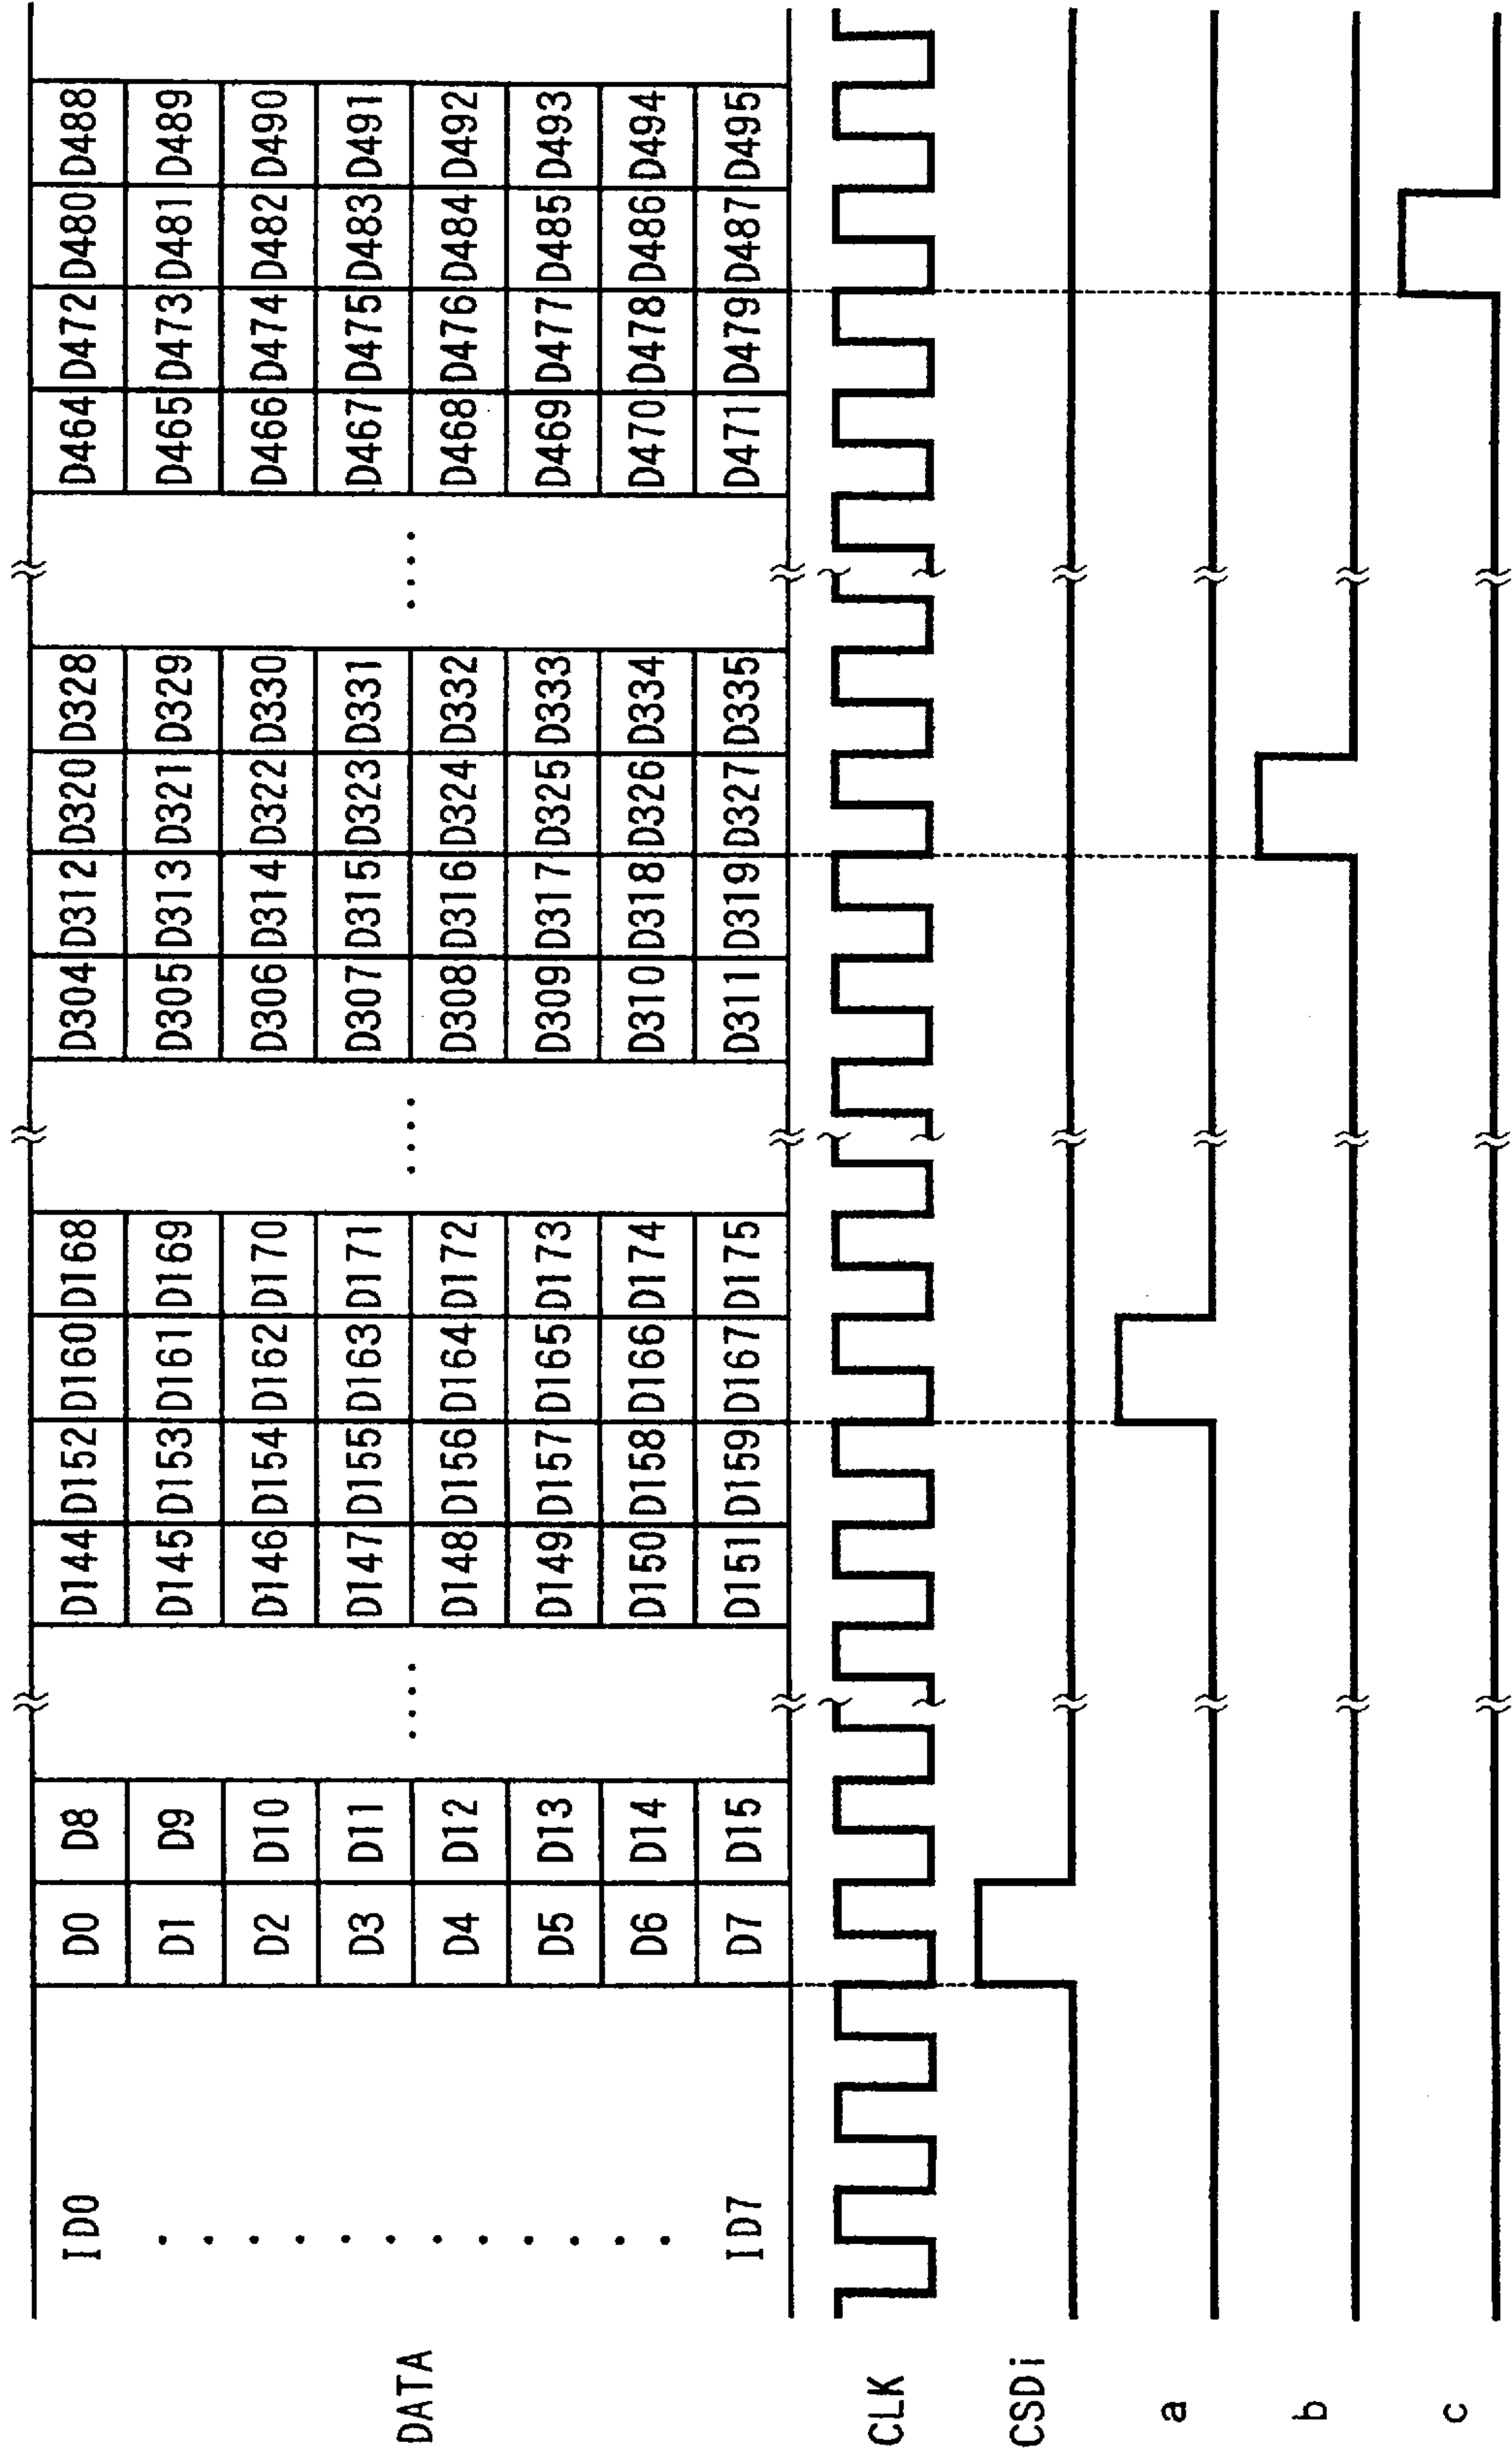 ID0 D0 D8 D144 D152 D160 D168 D304 D312 D320 D328 D464 D472 D480 D488
D1 D9 D145 D153 D161 D169 D305 D313 D321 D329 D465 D473 D481 D489
D2 D10 D146 D154 D162 D170 D306 D314 D322 D330 D466 D474 D482 D490
D3 D11 D147 D155 D163 D171 D307 D315 D323 D331 D467 D475 D483 D491
DATA .... .... ....
D4 D12 D148 D156 D164 D172 D308 D316 D324 D332 D468 D476 D484 D492
D5 D13 D149 D157 D165 D173 D309 D317 D325 D333 D469 D477 D485 D493
D6 D14 D150 D158 D166 D174 D310 D318 D326 D334 D470 D478 D486 D494
ID7 D7 D15 D151 D159 D167 D175 D311 D319 D327 D335 D471 D479 D487 D495
CLK
CSDi
a
b
c